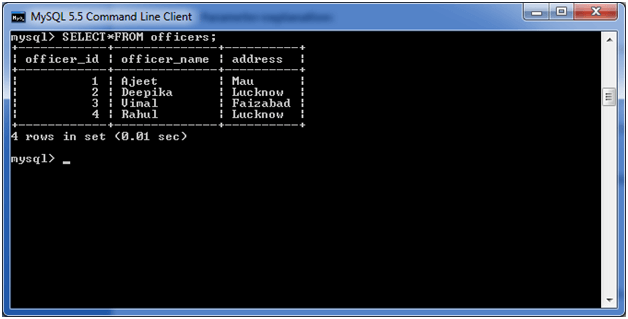 MySQL 5.5 Command Line Client
mysql> SELECT*FROM officers;
+------------+--------------+----------+
| officer_id | officer_name | address  |
+------------+--------------+----------+
|          1 | Ajeet        | Mau      |
|          2 | Deepika      | Lucknow  |
|          3 | Vimal        | Faizabad |
|          4 | Rahul        | Lucknow  |
+------------+--------------+----------+
4 rows in set (0.01 sec)
mysql> _